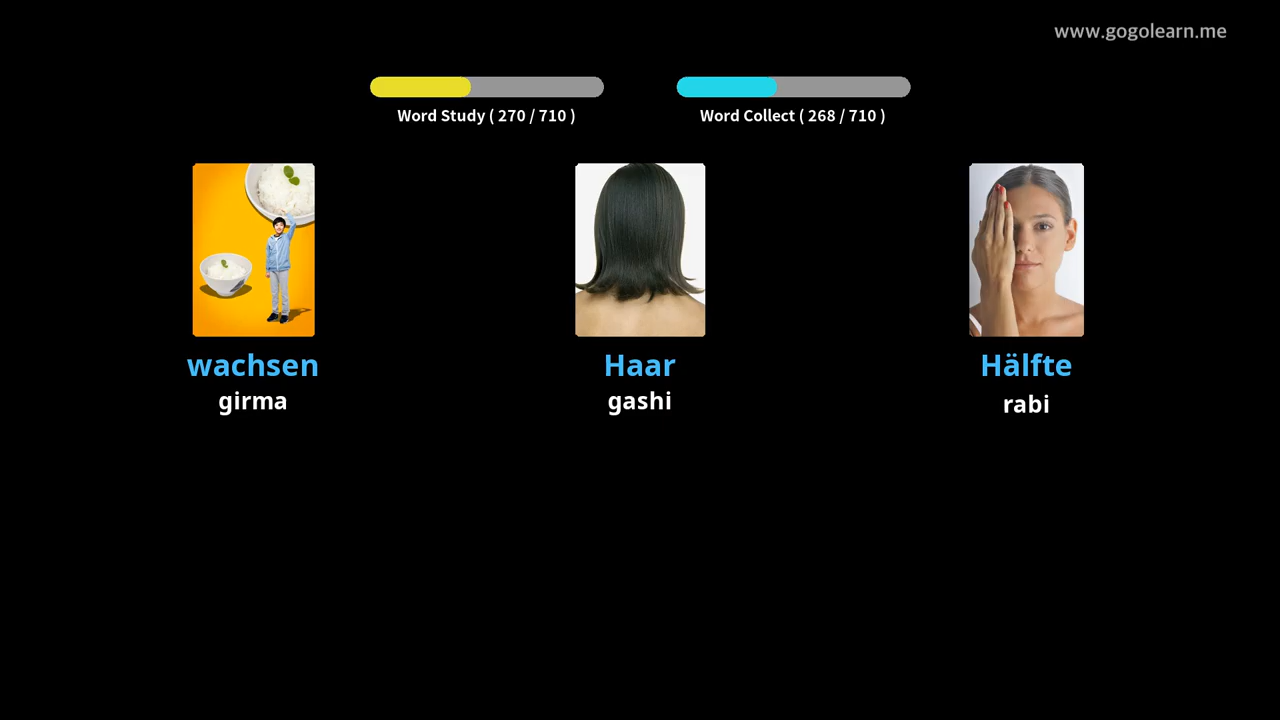 www.gogolearn.me
Word Study ( 270 / 710 )
Word Collect ( 268 / 710 )
wachsen
girma
Haar
gashi
Hälfte
rabi